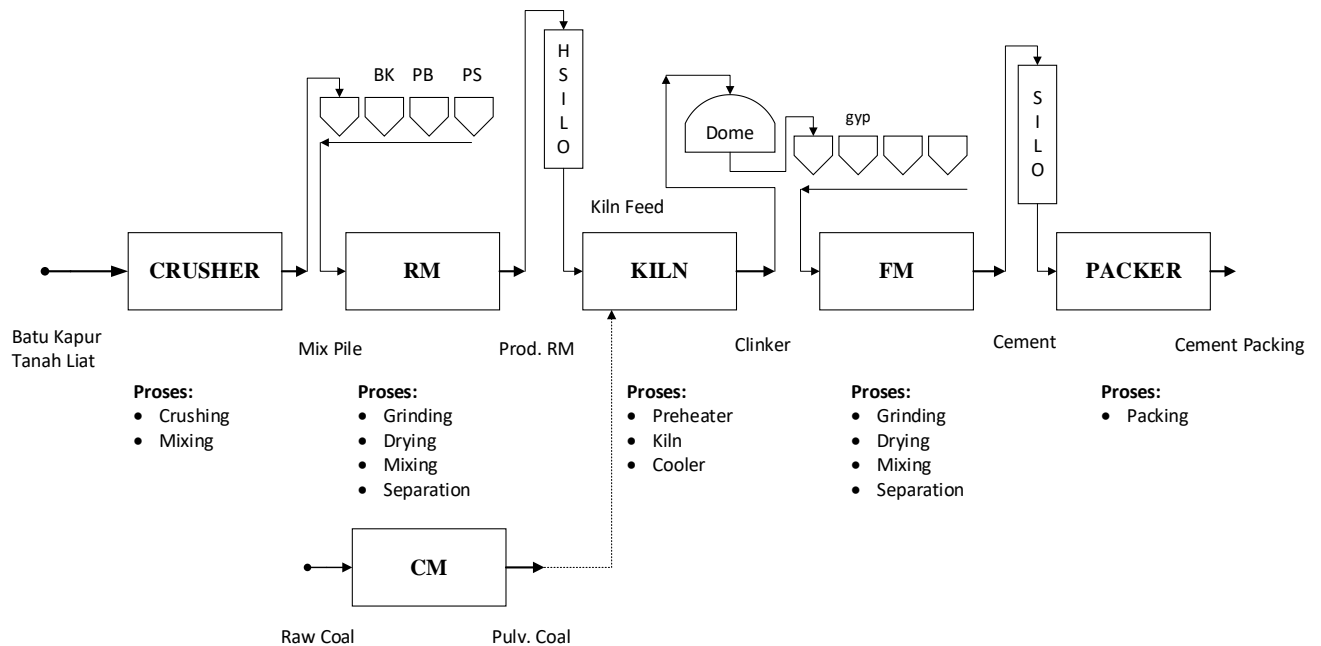 H
S
I
L
O
BK PB PS
S
I
L
O
Dome
gyp
Kiln Feed
CRUSHER
RM
KILN
FM
PACKER
Batu Kapur
Tanah Liat
Mix Pile
Prod. RM
Clinker
Cement
Cement Packing
Proses:
• Crushing
• Mixing
Proses:
• Grinding
• Drying
• Mixing
• Separation
Proses:
• Preheater
• Kiln
• Cooler
Proses:
• Grinding
• Drying
• Mixing
• Separation
Proses:
• Packing
CM
Raw Coal
Pulv. Coal